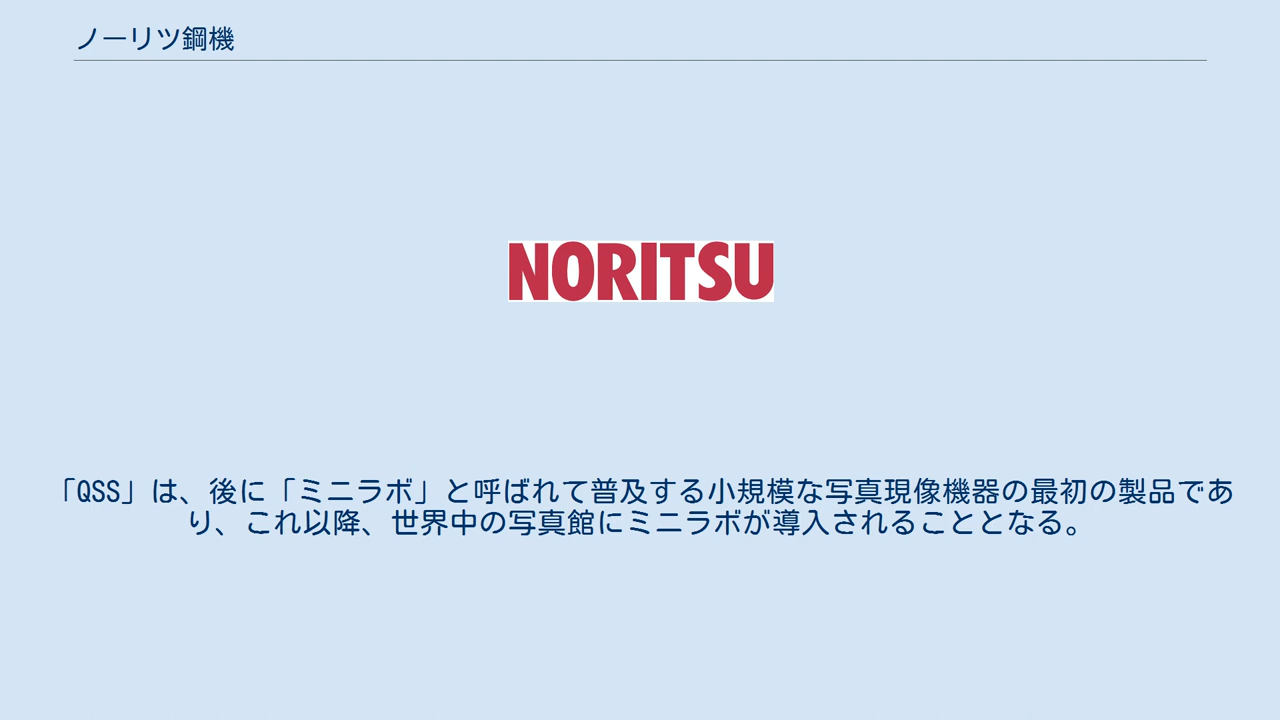 ノーリツ鋼機
NORITSU
「QSS」は、後に「ミニラボ」と呼ばれて普及する小規模な写真現像機器の最初の製品であ
り、これ以降、世界中の写真館にミニラボが導入されることとなる。